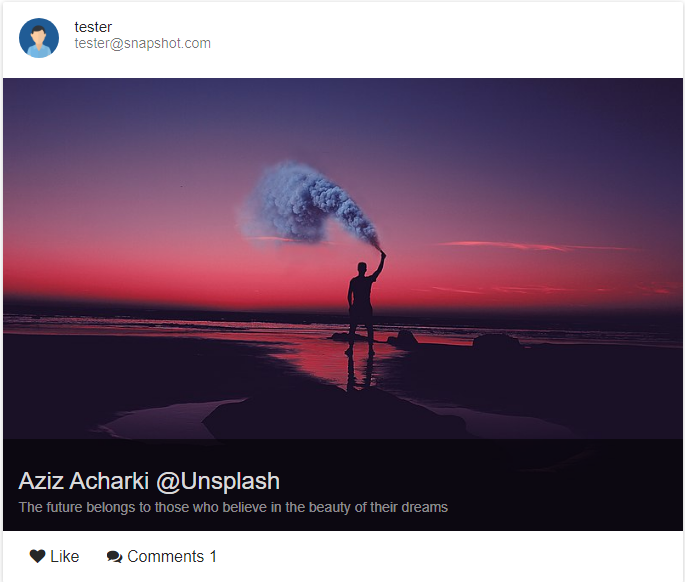 tester
tester@snapshot.com
Aziz Acharki @Unsplash
The future belongs to those who believe in the beauty of their dreams
Like Comments 1